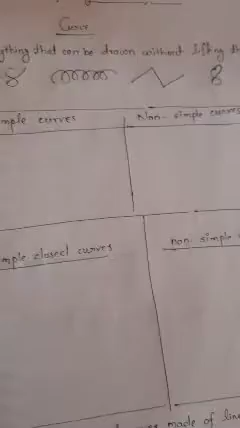 Curve
ything that can be drawn without lifting th
mple curves
Non-simple curves
mple closed curves
non simple
made of line